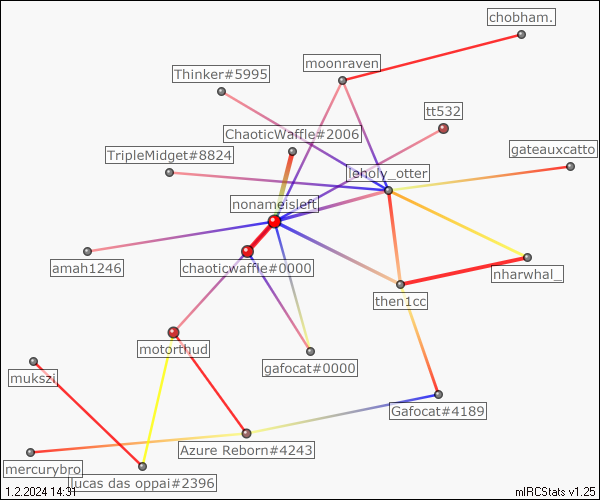 chobham.
moonraven
Thinker#5995
tt532
ChaoticWaffle#2006
gateauxcatto
TripleMidget#8824
leholy_otter
nonameisleft
amah1246
chaoticwaffle#0000
nharwhal_
then1cc
motorthud
gafocat#0000
mukszi
Gafocat#4189
Azure Reborn#4243
mercurybro
lucas das oppai#2396
1.2.2024 14:31
mIRCStats v1.25